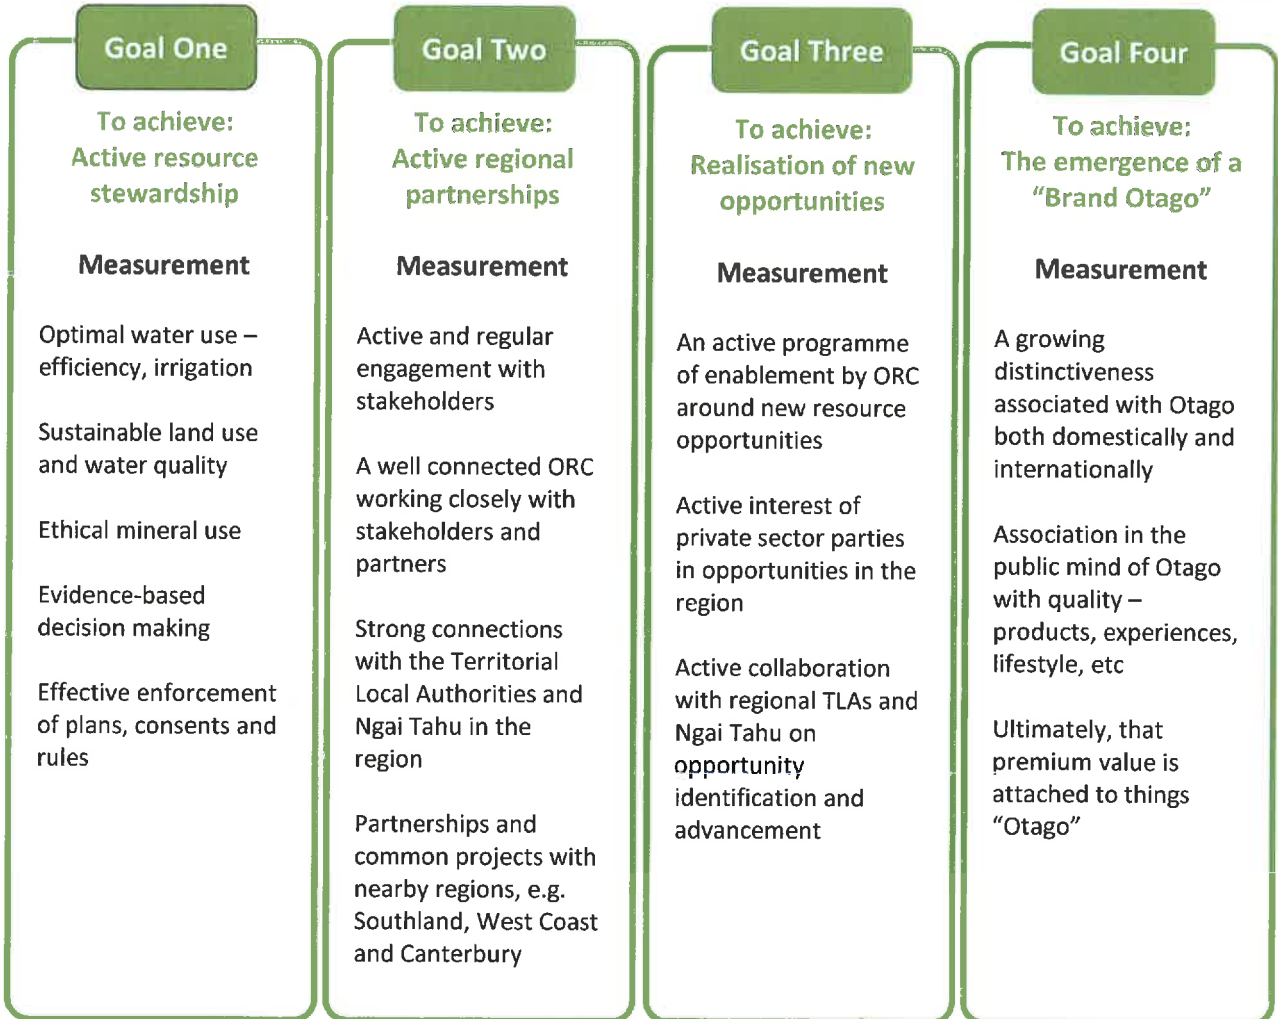 Goal One
To achieve:
Active resource
stewardship
Measurement
Optimal water use –
efficiency, irrigation
Sustainable land use
and water quality
Ethical mineral use
Evidence-based
decision making
Effective enforcement
of plans, consents and
rules
Goal Two
To achieve:
Active regional
partnerships
Measurement
Active and regular
engagement with
stakeholders
A well connected ORC
working closely with
stakeholders and
partners
Strong connections
with the Territorial
Local Authorities and
Ngai Tahu in the
region
Partnerships and
common projects with
nearby regions, e.g.
Southland, West Coast
and Canterbury
Goal Three
To achieve:
Realisation of new
opportunities
Measurement
An active programme
of enablement by ORC
around new resource
opportunities
Active interest of
private sector parties
in opportunities in the
region
Active collaboration
with regional TLAs and
Ngai Tahu on
opportunity
identification and
advancement
Goal Four
To achieve:
The emergence of a
“Brand Otago”
Measurement
A growing
distinctiveness
associated with Otago
both domestically and
internationally
Association in the
public mind of Otago
with quality –
products, experiences,
lifestyle, etc
Ultimately, that
premium value is
attached to things
“Otago”